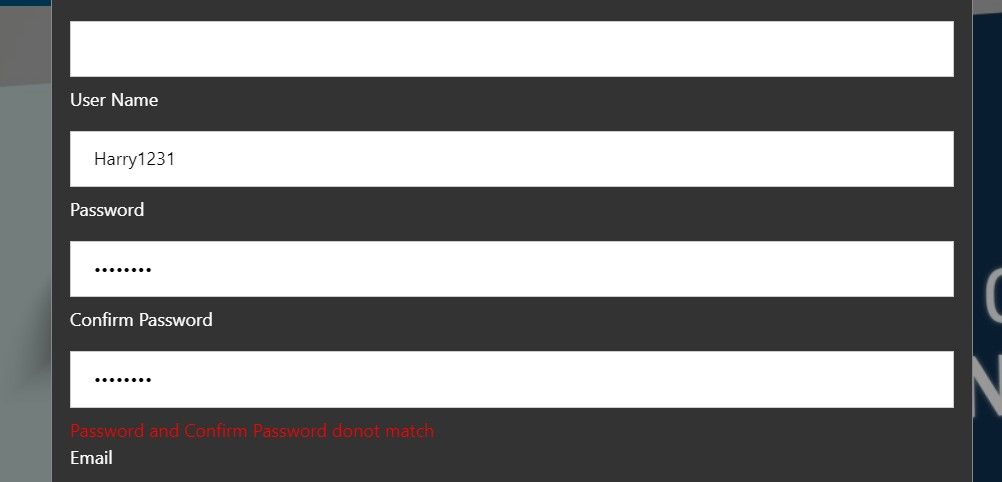 User Name
Harry1231
Password
••••••••
Confirm Password
••••••••
Password and Confirm Password donot match
Email